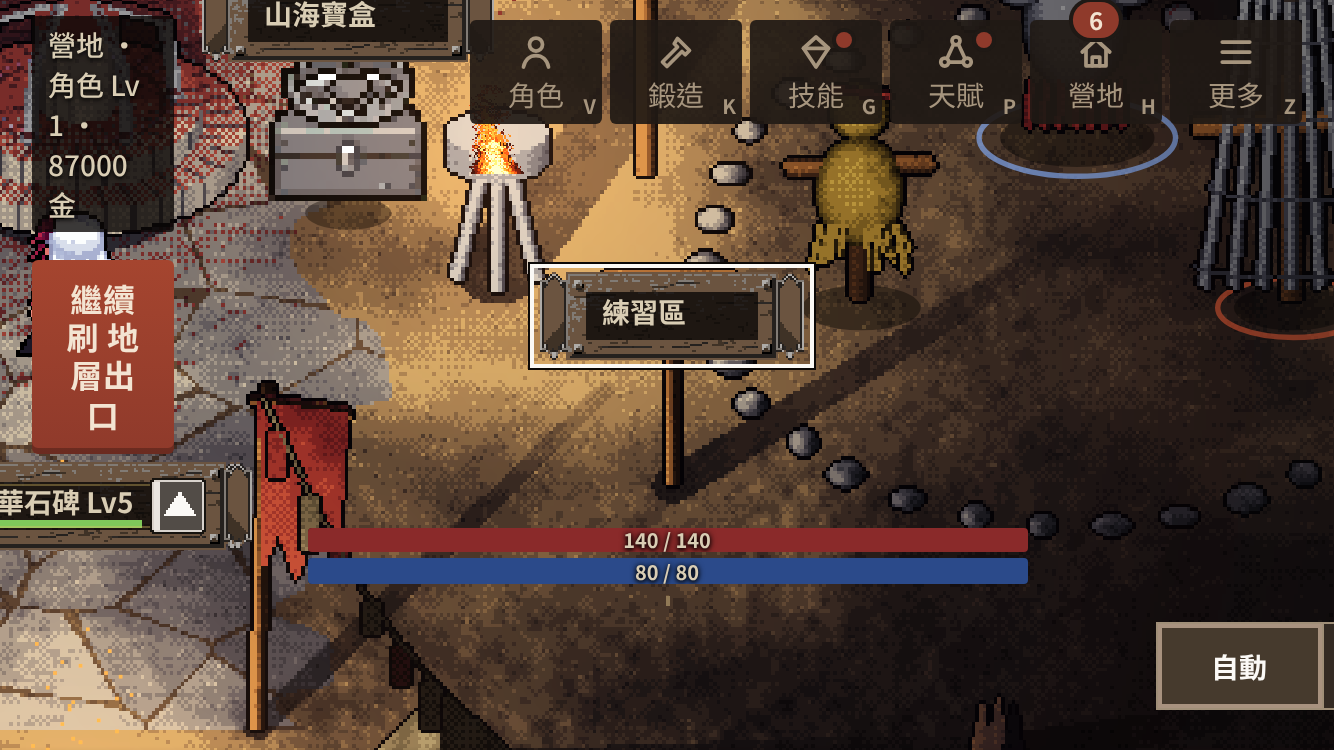 山海寶盒
營地 ·
角色 Lv
1 ·
87000
金
6
角色 V
鍛造 K
技能 G
天賦 P
營地 H
更多 Z
繼續
刷 地
層出
口
練習區
華石碑 Lv5
140 / 140
80 / 80
自動